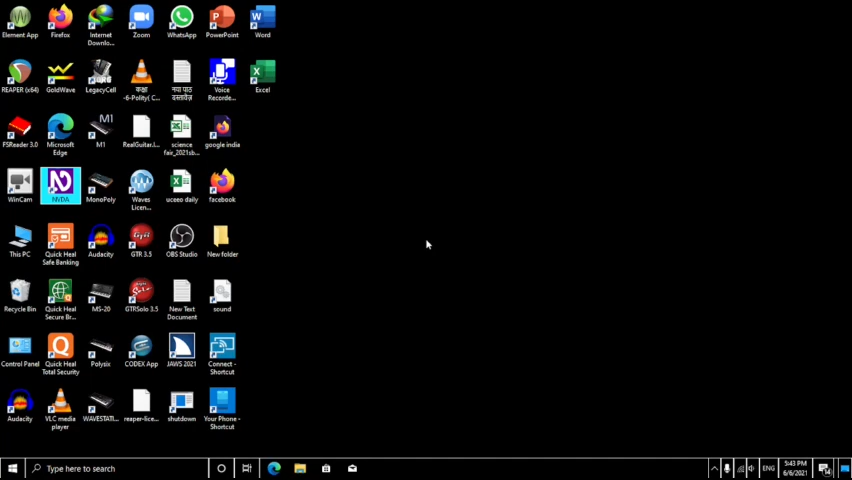 Element App
Firefox
Internet
Downlo...
Zoom
WhatsApp
PowerPoint
Word
REAPER (x64)
GoldWave
LegacyCell
कक्षा
-6-Polity( C...
नया पाठ
दस्तावेज़
Voice
Recorde...
Excel
FSReader 3.0
Microsoft
Edge
M1
M1
RealGuitar.l...
science
fair_2021sb...
google india
WinCam
NVDA
MonoPoly
Waves
Licen...
uceeo daily
facebook
This PC
Quick Heal
Safe Banking
Audacity
GTR 3.5
OBS Studio
New folder
Recycle Bin
Quick Heal
Secure Br...
MS-20
GTRSolo 3.5
New Text
Document
sound
Control Panel
Quick Heal
Total Security
Polysix
CODEX App
JAWS 2021
Connect -
Shortcut
Audacity
VLC media
player
WAVESTATI...
reaper-lice...
shutdown
Your Phone -
Shortcut
Type here to search
ENG
5:43 PM
6/6/2021